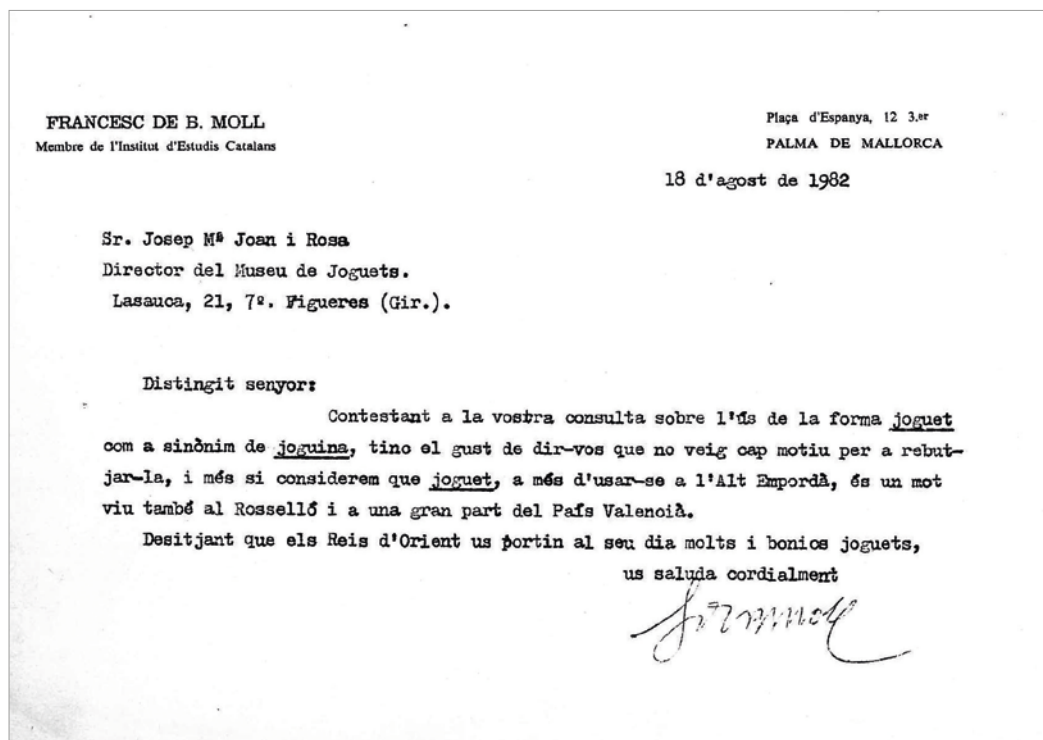 FRANCESC DE B. MOLL
Membre de l'Institut d'Estudis Catalans
Plaça d'Espanya, 12 3.er
PALMA DE MALLORCA
18 d'agost de 1982
Sr. Josep Mª Joan i Rosa
Director del Museu de Joguets.
Lasauca, 21, 7º. Figueres (Gir.).
Distingit senyor:
Contestant a la vostra consulta sobre l'ús de la forma joguet
com a sinònim de joguina, tinc el gust de dir-vos que no veig cap motiu per a rebut-
jar-la, i més si considerem que joguet, a més d'usar-se a l'Alt Empordà, és un mot
viu també al Rosselló i a una gran part del País Valencià.
Desitjant que els Reis d'Orient us portin al seu dia molts i bonics joguets,
us saluda cordialment